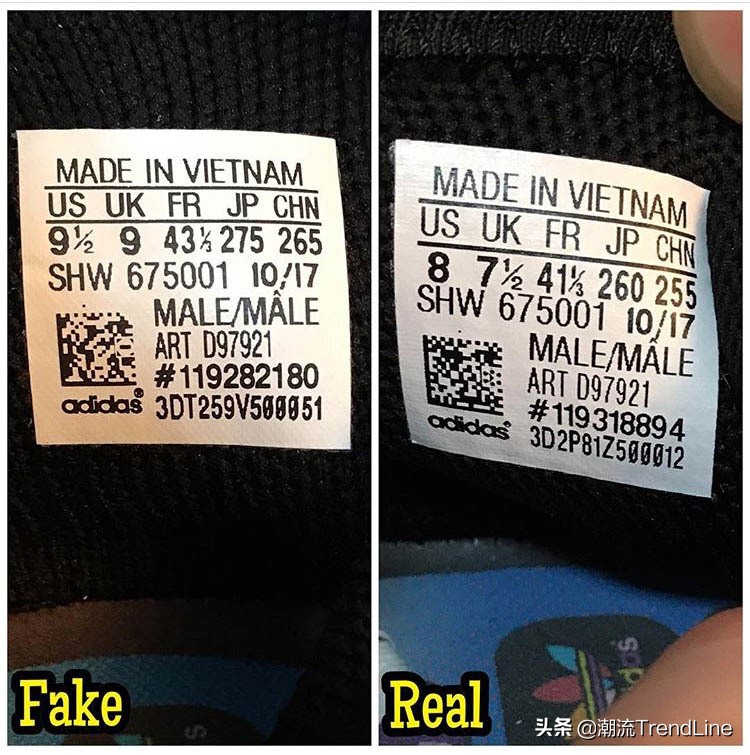 MADE IN VIETNAM
US UK FR JP CHN
9½ 9 43⅓ 275 265
SHW 675001 10/17
MALE/MÂLE
ART D97921
#119282180
adidas® 3DT259V500051
Fake
MADE IN VIETNAM
US UK FR JP CHN
8 7½ 41⅓ 260 255
SHW 675001 10/17
MALE/MÂLE
ART D97921
#119318894
adidas® 3D2P81Z500012
Real
头条 @潮流TrendLine